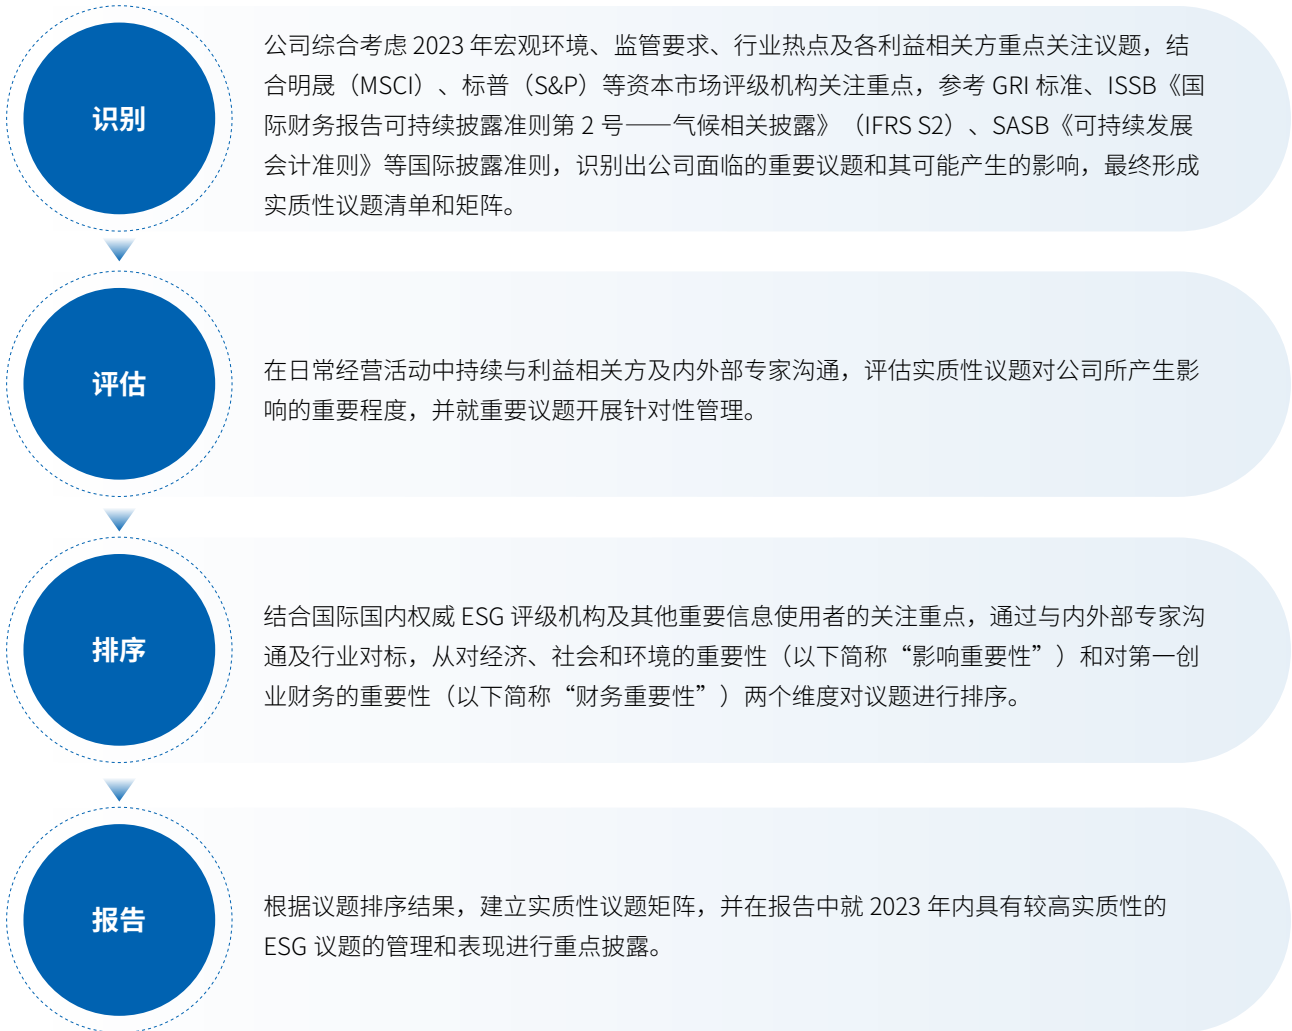 识别
公司综合考虑 2023 年宏观环境、监管要求、行业热点及各利益相关方重点关注议题，结
合明晟（MSCI）、标普（S&P）等资本市场评级机构关注重点，参考 GRI 标准、ISSB《国
际财务报告可持续披露准则第 2 号——气候相关披露》（IFRS S2）、SASB《可持续发展
会计准则》等国际披露准则，识别出公司面临的重要议题和其可能产生的影响，最终形成
实质性议题清单和矩阵。
评估
在日常经营活动中持续与利益相关方及内外部专家沟通，评估实质性议题对公司所产生影
响的重要程度，并就重要议题开展针对性管理。
排序
结合国际国内权威 ESG 评级机构及其他重要信息使用者的关注重点，通过与内外部专家沟
通及行业对标，从对经济、社会和环境的重要性（以下简称“影响重要性”）和对第一创
业财务的重要性（以下简称“财务重要性”）两个维度对议题进行排序。
报告
根据议题排序结果，建立实质性议题矩阵，并在报告中就 2023 年内具有较高实质性的
ESG 议题的管理和表现进行重点披露。